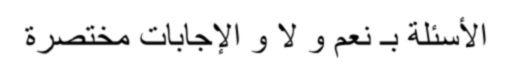 الأسئلة بـ نعم و لا و الإجابات مختصرة